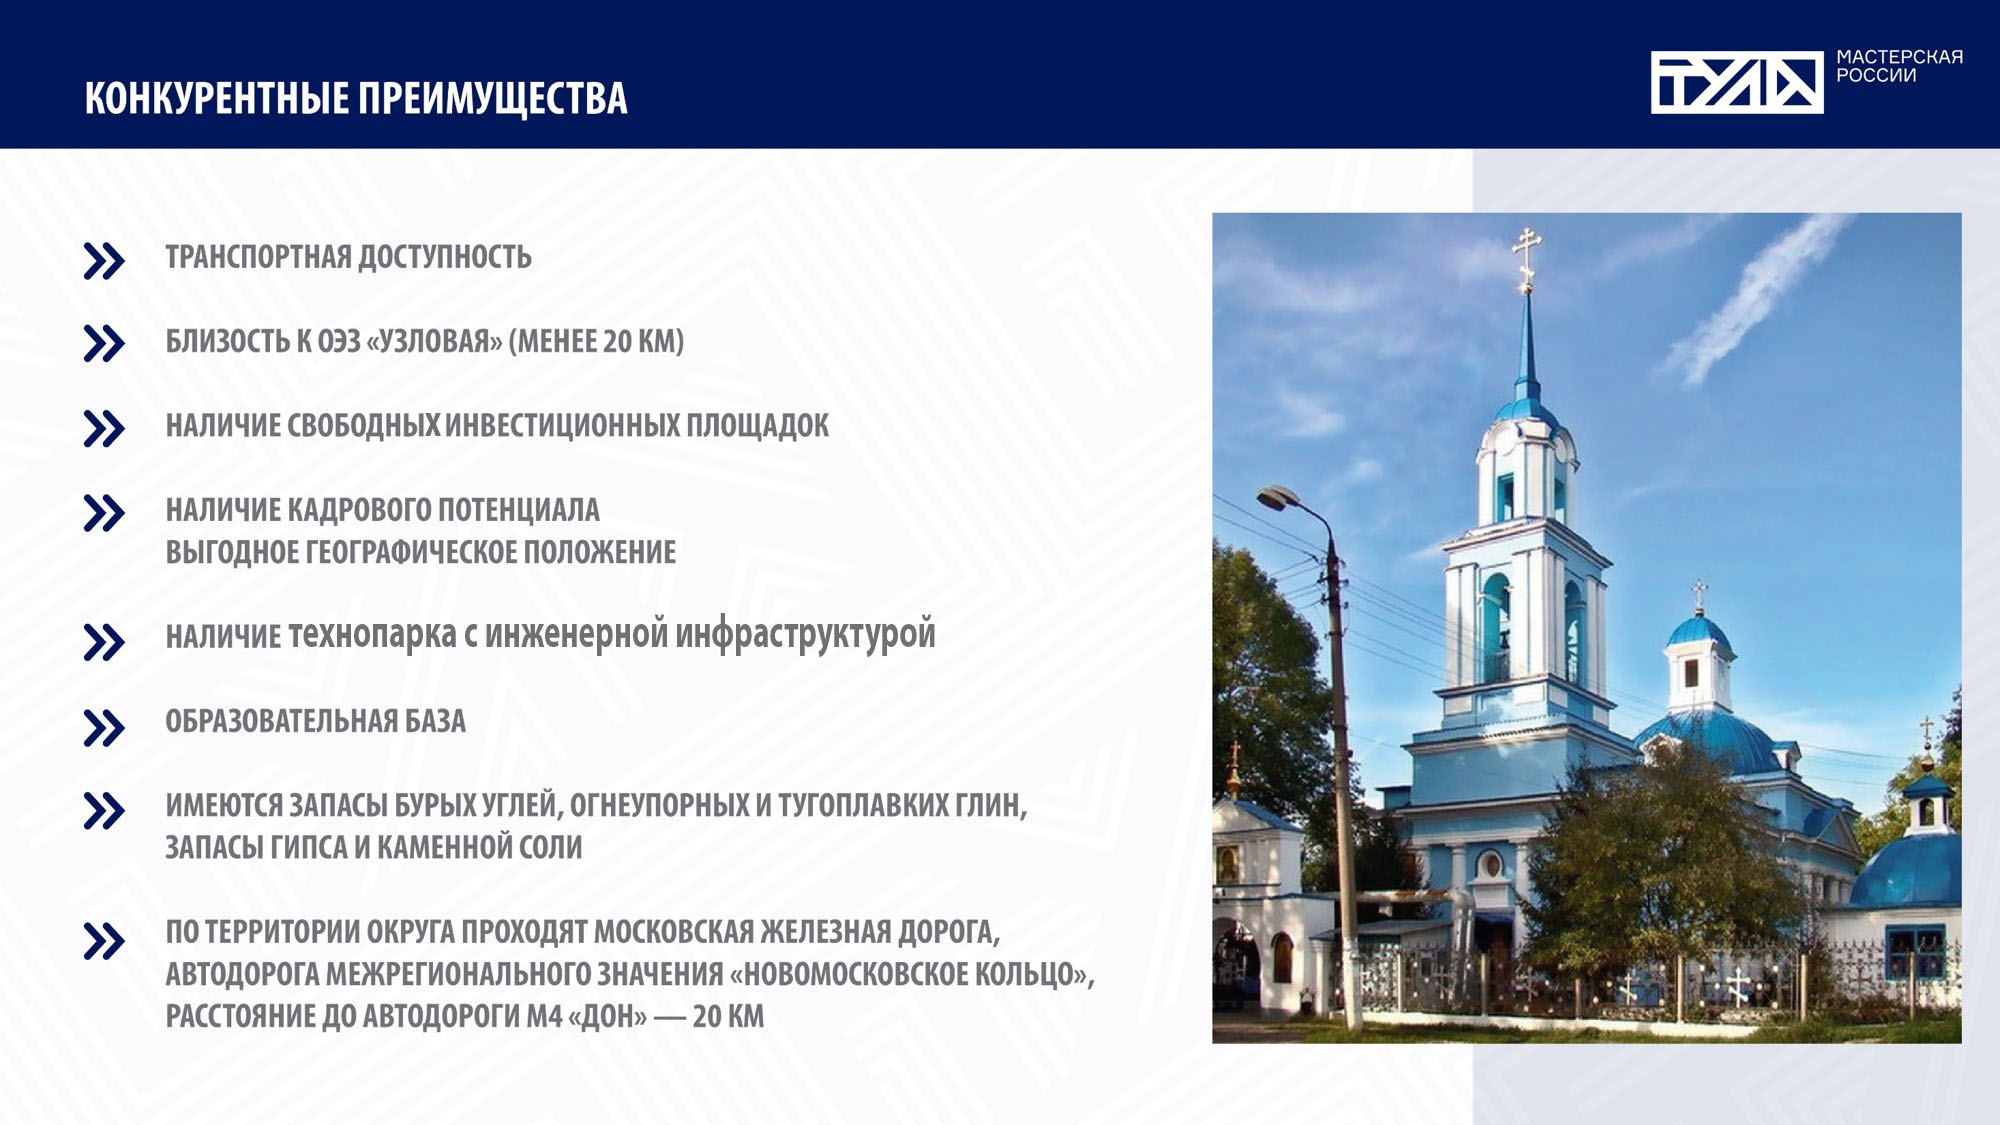 КОНКУРЕНТНЫЕ ПРЕИМУЩЕСТВА
ТУЛА
МАСТЕРСКАЯ
РОССИИ
ТРАНСПОРТНАЯ ДОСТУПНОСТЬ
БЛИЗОСТЬ К ОЭЗ «УЗЛОВАЯ» (МЕНЕЕ 20 КМ)
НАЛИЧИЕ СВОБОДНЫХ ИНВЕСТИЦИОННЫХ ПЛОЩАДОК
НАЛИЧИЕ КАДРОВОГО ПОТЕНЦИАЛА
ВЫГОДНОЕ ГЕОГРАФИЧЕСКОЕ ПОЛОЖЕНИЕ
НАЛИЧИЕ технопарка с инженерной инфраструктурой
ОБРАЗОВАТЕЛЬНАЯ БАЗА
ИМЕЮТСЯ ЗАПАСЫ БУРЫХ УГЛЕЙ, ОГНЕУПОРНЫХ И ТУГОПЛАВКИХ ГЛИН,
ЗАПАСЫ ГИПСА И КАМЕННОЙ СОЛИ
ПО ТЕРРИТОРИИ ОКРУГА ПРОХОДЯТ МОСКОВСКАЯ ЖЕЛЕЗНАЯ ДОРОГА,
АВТОДОРОГА МЕЖРЕГИОНАЛЬНОГО ЗНАЧЕНИЯ «НОВОМОСКОВСКОЕ КОЛЬЦО»,
РАССТОЯНИЕ ДО АВТОДОРОГИ М4 «ДОН» — 20 КМ